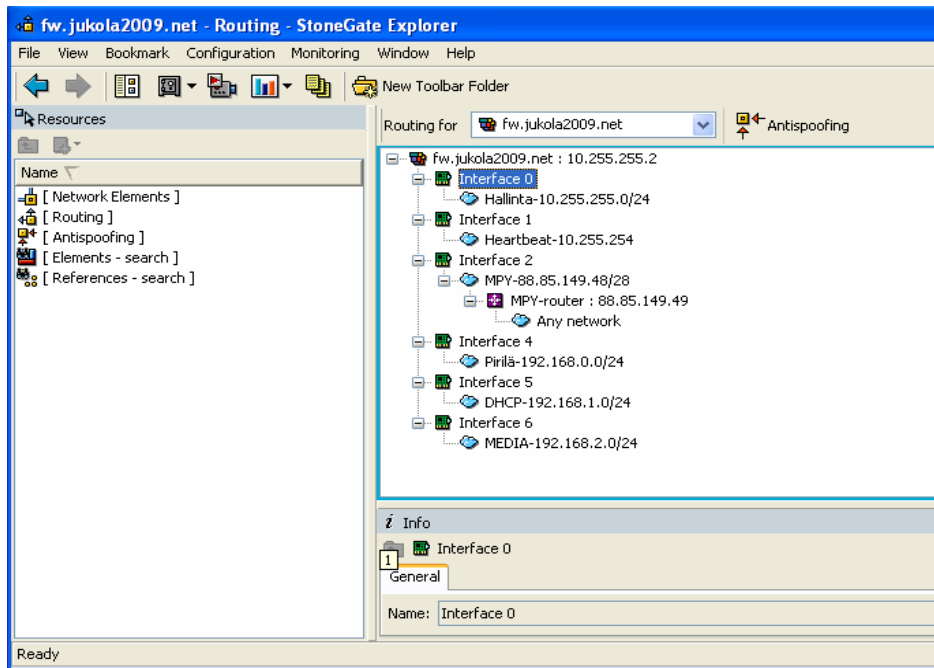 fw.jukola2009.net - Routing - StoneGate Explorer
File View Bookmark Configuration Monitoring Window Help
New Toolbar Folder
Resources
Name
[ Network Elements ]
[ Routing ]
[ Antispoofing ]
[ Elements - search ]
[ References - search ]
Routing for fw.jukola2009.net Antispoofing
fw.jukola2009.net : 10.255.255.2
Interface 0
Hallinta-10.255.255.0/24
Interface 1
Heartbeat-10.255.254
Interface 2
MPY-88.85.149.48/28
MPY-router : 88.85.149.49
Any network
Interface 4
Pirilä-192.168.0.0/24
Interface 5
DHCP-192.168.1.0/24
Interface 6
MEDIA-192.168.2.0/24
i Info
Interface 0
1
General
Name: Interface 0
Ready